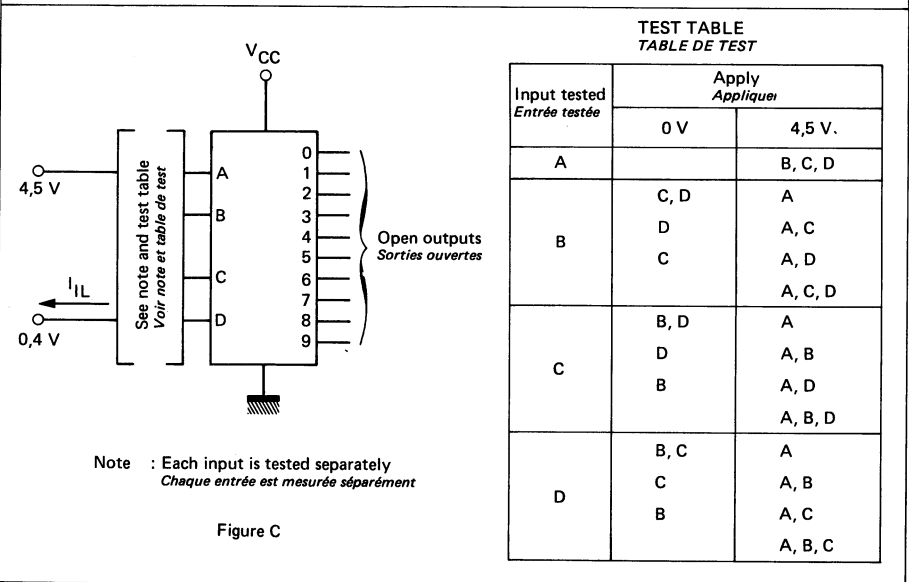 V_CC
4,5 V
I_IL
0,4 V
See note and test table
Voir note et table de test
A
B
C
D
0
1
2
3
4
5
6
7
8
9
Open outputs
Sorties ouvertes
Note : Each input is tested separately
Chaque entrée est mesurée séparément
Figure C
TEST TABLE
TABLE DE TEST
Input tested
Entrée testée
Apply
Appliquer
0 V 4,5 V.
A B, C, D
B
C, D A
D A, C
C A, D
A, C, D
C
B, D A
D A, B
B A, D
A, B, D
D
B, C A
C A, B
B A, C
A, B, C